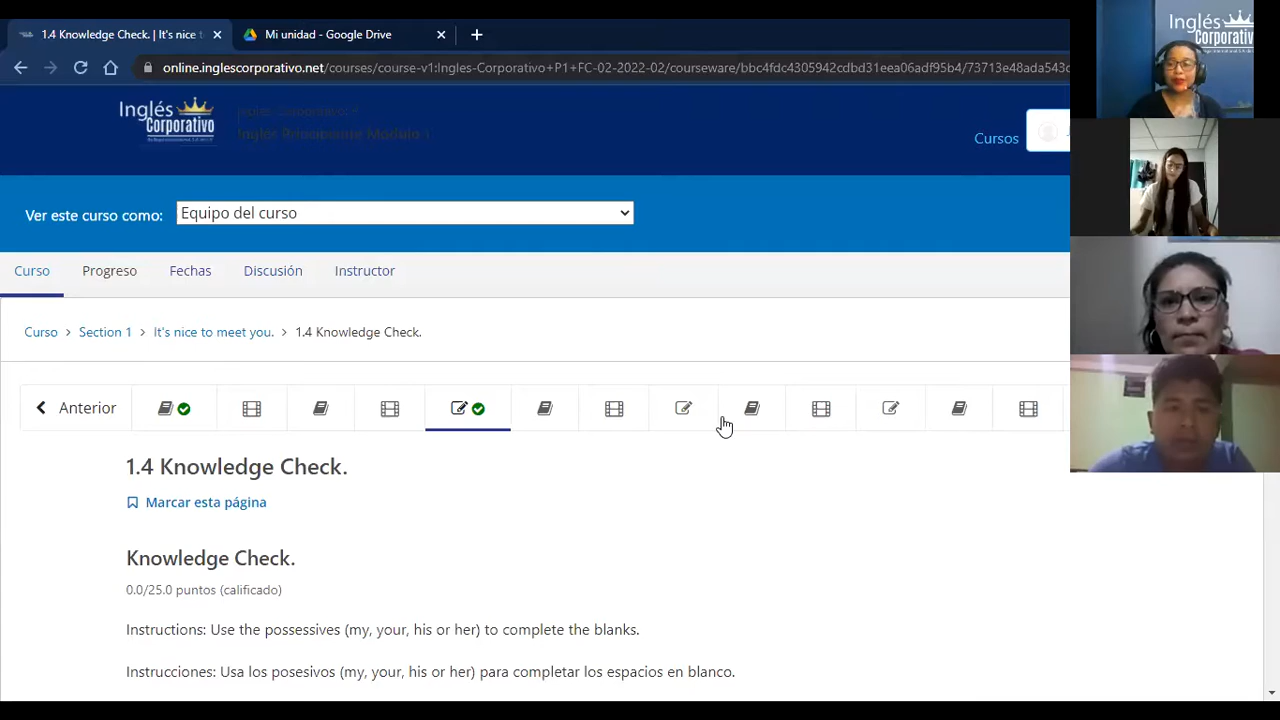 1.4 Knowledge Check. | It's nice t
Mi unidad - Google Drive
online.inglescorporativo.net/courses/course-v1:Ingles-Corporativo+P1+FC-02-2022-02/courseware/bbc4fdc4305942cdbd31eea06adf95b4/73713e48ada543c
Inglés
Corporativo
Inglés Principiante Módulo 1
Cursos
Ver este curso como:
Equipo del curso
Curso
Progreso
Fechas
Discusión
Instructor
Curso > Section 1 > It's nice to meet you. > 1.4 Knowledge Check.
Anterior
1.4 Knowledge Check.
Marcar esta página
Knowledge Check.
0.0/25.0 puntos (calificado)
Instructions: Use the possessives (my, your, his or her) to complete the blanks.
Instrucciones: Usa los posesivos (my, your, his or her) para completar los espacios en blanco.
Inglés
Corporativ